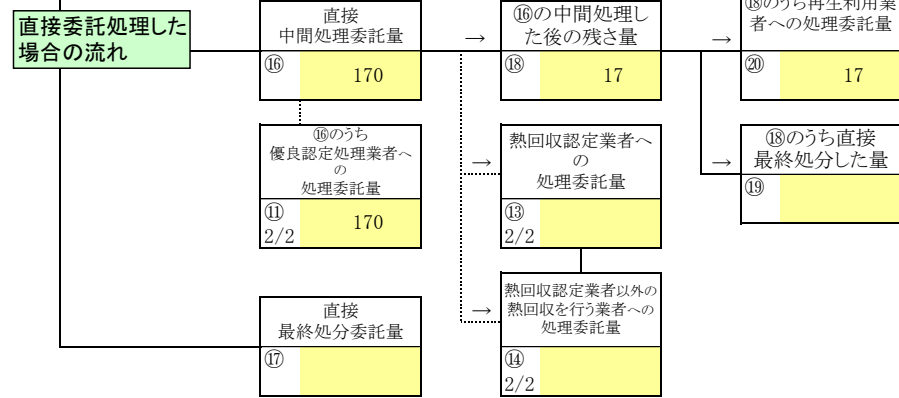 直接委託処理した
場合の流れ
直接
中間処理委託量
⑯
170
→
⑯の中間処理し
た後の残さ量
⑱
17
→
⑱のうち再生利用業
者への処理委託量
⑳
17
⑯のうち
優良認定処理業者へ
の
処理委託量
⑪
2/2
170
→
熱回収認定業者へ
の
処理委託量
⑬
2/2
→
⑱のうち直接
最終処分した量
⑲
直接
最終処分委託量
⑰
→
熱回収認定業者以外の
熱回収を行う業者への
処理委託量
⑭
2/2